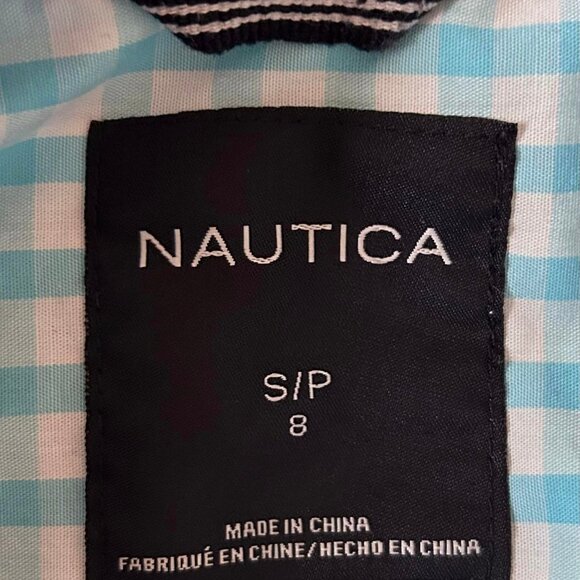 NAUTICA
S/P
8
MADE IN CHINA
FABRIQUÉ EN CHINE/HECHO EN CHINA